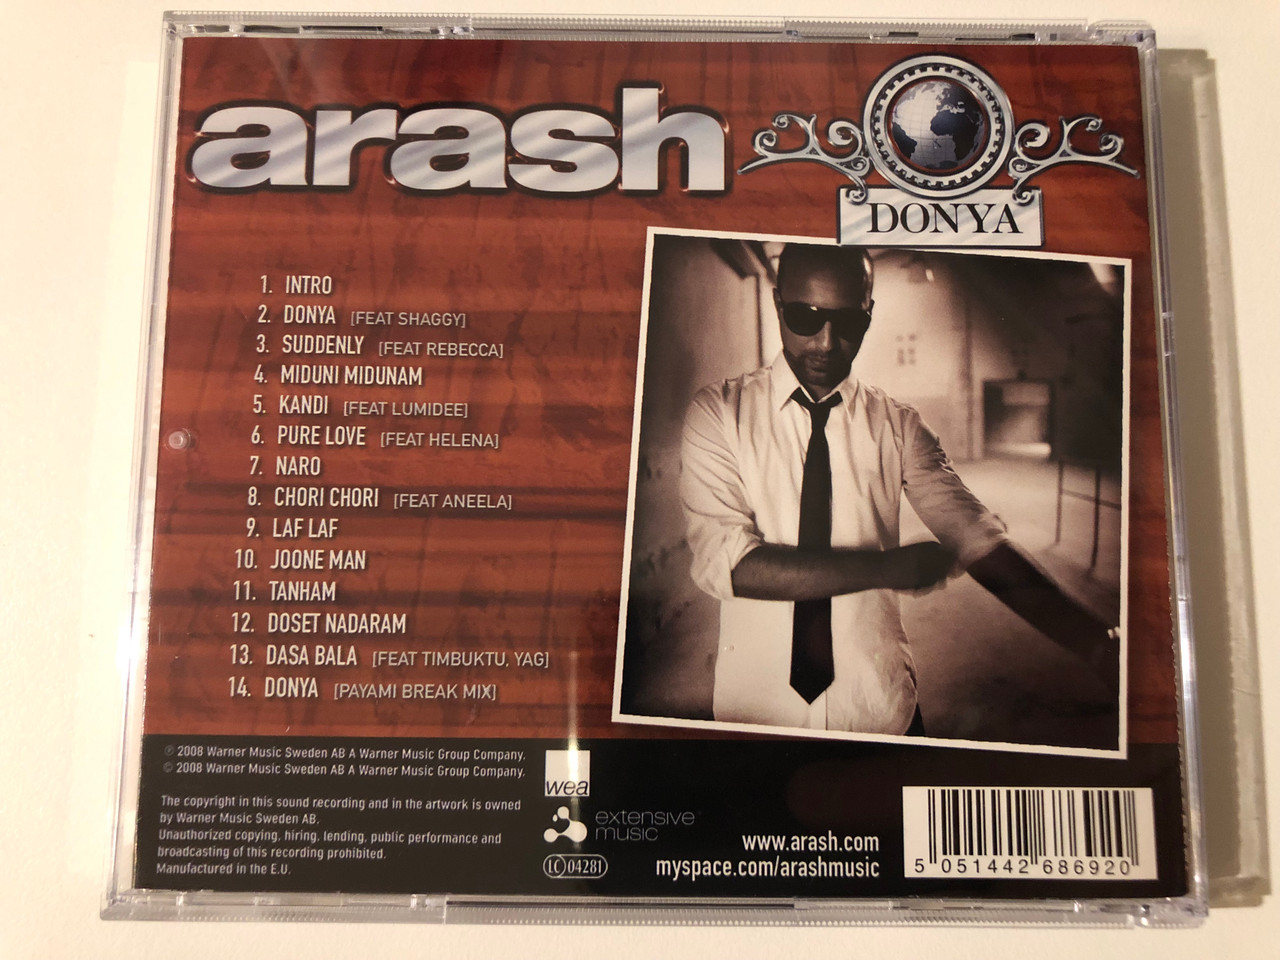 arash
DONYA
1. INTRO
2. DONYA [FEAT SHAGGY]
3. SUDDENLY [FEAT REBECCA]
4. MIDUNI MIDUNAM
5. KANDI [FEAT LUMIDEE]
6. PURE LOVE [FEAT HELENA]
7. NARO
8. CHORI CHORI [FEAT ANEELA]
9. LAF LAF
10. JOONE MAN
11. TANHAM
12. DOSET NADARAM
13. DASA BALA [FEAT TIMBUKTU, YAG]
14. DONYA [PAYAMI BREAK MIX]
℗ 2008 Warner Music Sweden AB A Warner Music Group Company.
© 2008 Warner Music Sweden AB A Warner Music Group Company.
The copyright in this sound recording and in the artwork is owned
by Warner Music Sweden AB.
Unauthorized copying, hiring, lending, public performance and
broadcasting of this recording prohibited.
Manufactured in the E.U.
wea
extensive™
music
LC 04281
www.arash.com
myspace.com/arashmusic
5 051442 686920